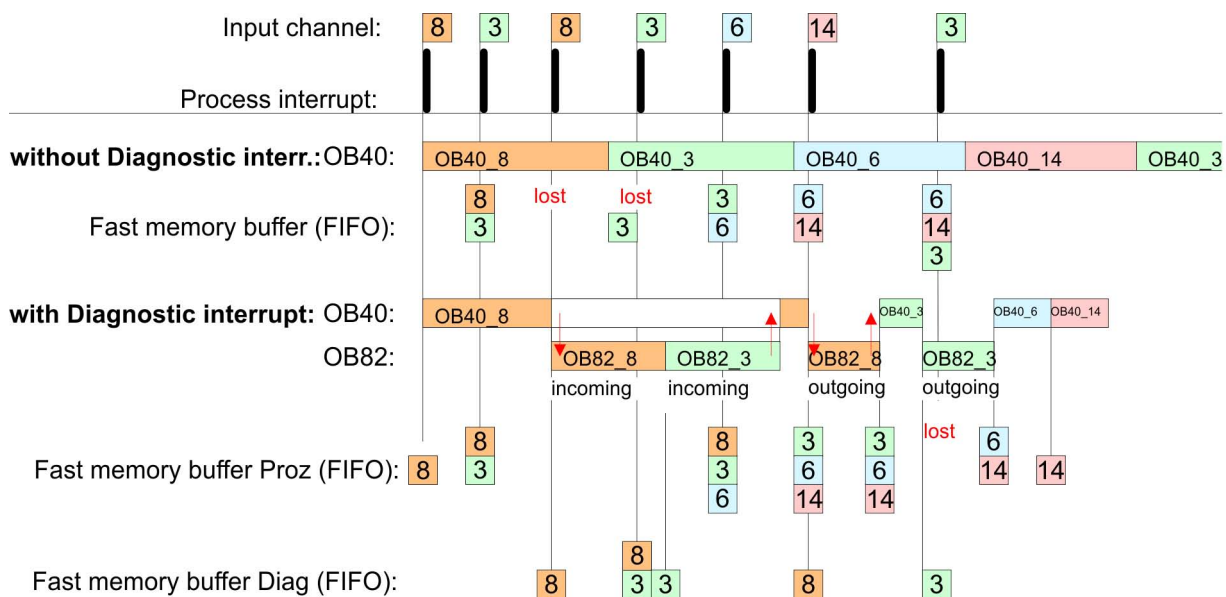 Input channel: 8 3 8 3 6 14 3
Process interrupt:
without Diagnostic interr.: OB40: OB40_8 OB40_3 OB40_6 OB40_14 OB40_3
8 lost lost 3 6 6
Fast memory buffer (FIFO): 3 3 6 14 14
3
with Diagnostic interrupt: OB40: OB40_8 OB40_3 OB40_6 OB40_14
OB82: OB82_8 OB82_3 OB82_8 OB82_3
incoming incoming outgoing outgoing
8 8 3 3 lost 6
Fast memory buffer Proz (FIFO): 8 3 3 6 6 14 14
6 14 14
8
Fast memory buffer Diag (FIFO): 8 3 3 8 3